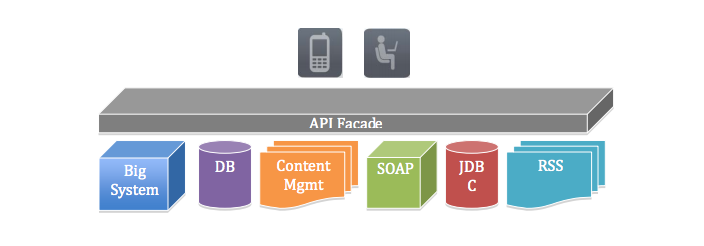 API Facade
Big
System
DB
Content
Mgmt
SOAP
JDB
C
RSS